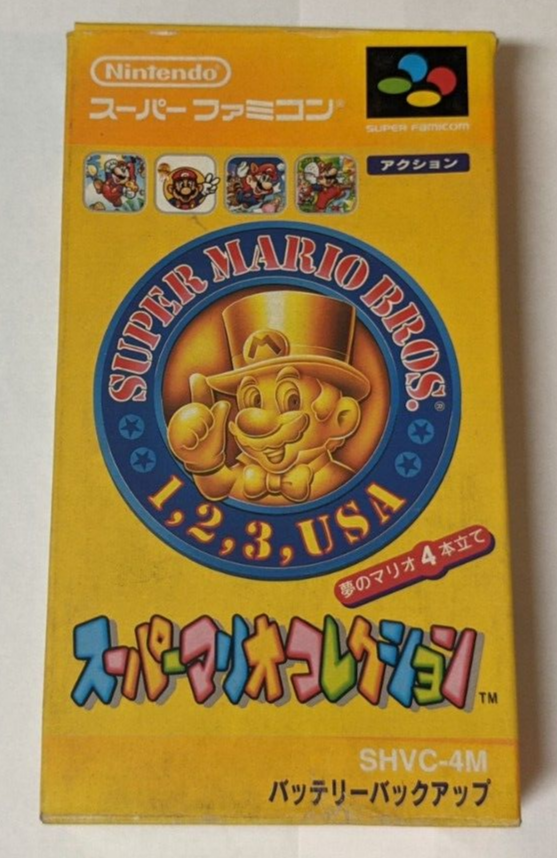 Nintendo®
スーパーファミコン®
SUPER FAMICOM
アクション
SUPER MARIO BROS.®
M
1,2,3,USA
夢のマリオ4本立て
スーパーマリオコレクション™
SHVC-4M
バッテリーバックアップ